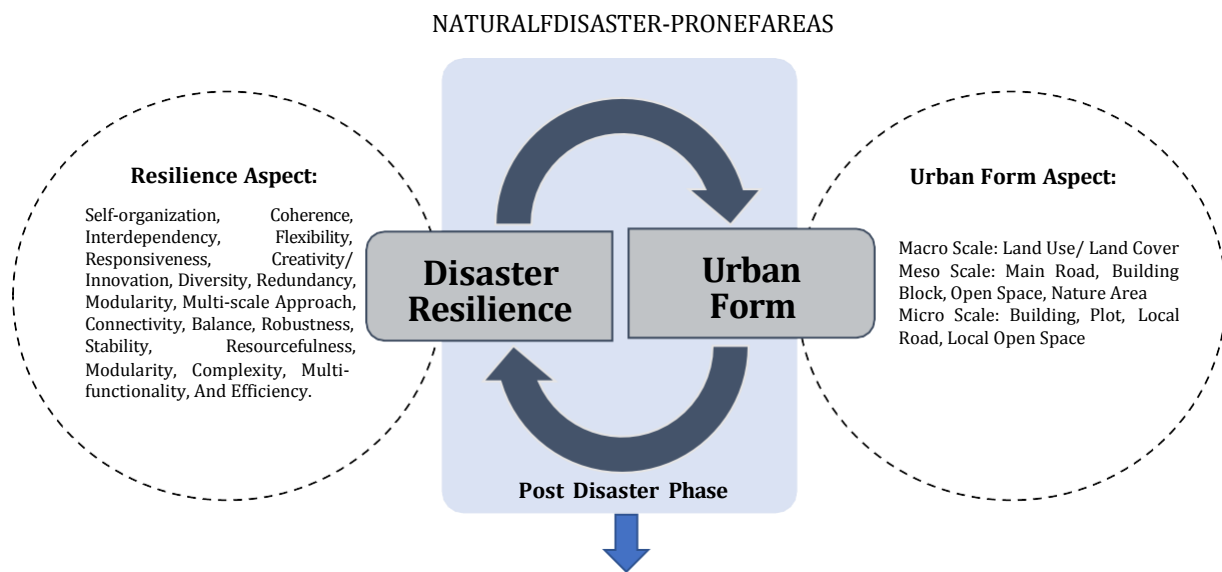 NATURALFDISASTER-PRONEFAREAS
Resilience Aspect:
Self-organization, Coherence,
Interdependency, Flexibility,
Responsiveness, Creativity/
Innovation, Diversity, Redundancy,
Modularity, Multi-scale Approach,
Connectivity, Balance, Robustness,
Stability, Resourcefulness,
Modularity, Complexity, Multi-
functionality, And Efficiency.
Disaster
Resilience
Urban
Form
Urban Form Aspect:
Macro Scale: Land Use/ Land Cover
Meso Scale: Main Road, Building
Block, Open Space, Nature Area
Micro Scale: Building, Plot, Local
Road, Local Open Space
Post Disaster Phase